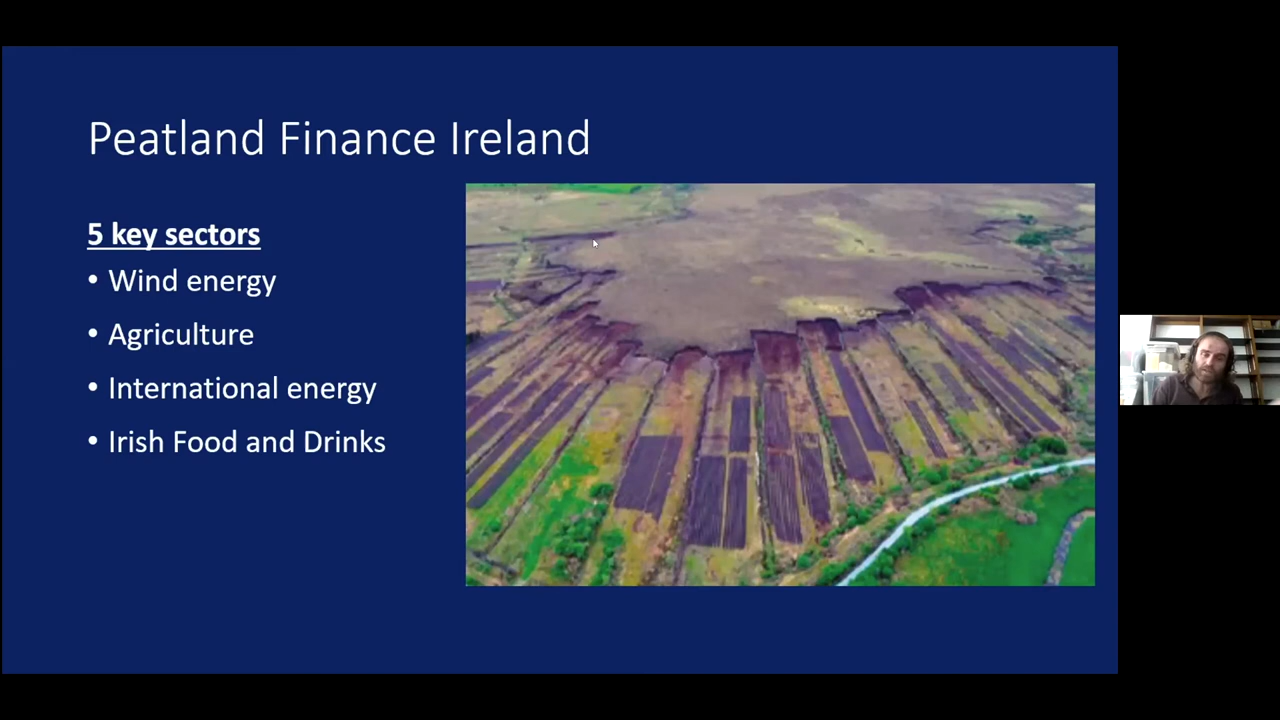 Peatland Finance Ireland
5 key sectors
• Wind energy
• Agriculture
• International energy
• Irish Food and Drinks